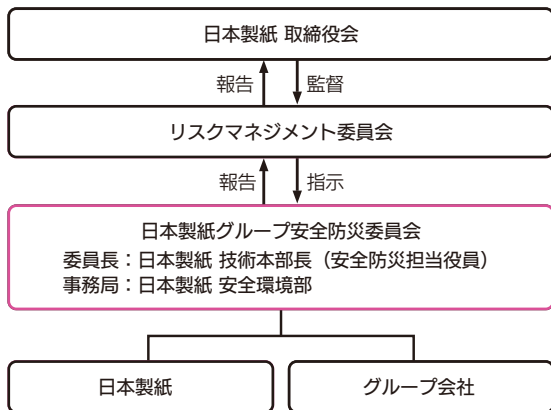 日本製紙 取締役会
報告
監督
リスクマネジメント委員会
報告
指示
日本製紙グループ安全防災委員会
委員長：日本製紙 技術本部長（安全防災担当役員）
事務局：日本製紙 安全環境部
日本製紙
グループ会社